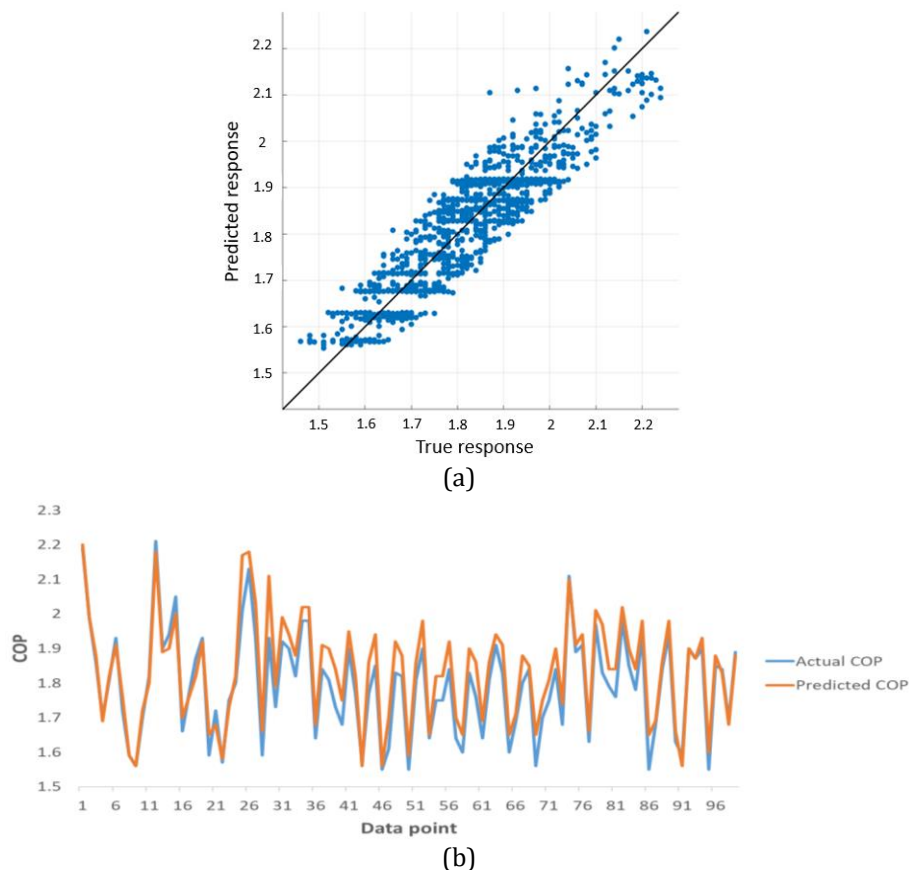 2.2
2.1
2
1.9
1.8
1.7
1.6
1.5
Predicted response
1.5 1.6 1.7 1.8 1.9 2 2.1 2.2
True response
(a)
2.3
2.2
2.1
2
1.9
1.8
1.7
1.6
1.5
COP
Actual COP
Predicted COP
1 6 11 16 21 26 31 36 41 46 51 56 61 66 71 76 81 86 91 96
Data point
(b)